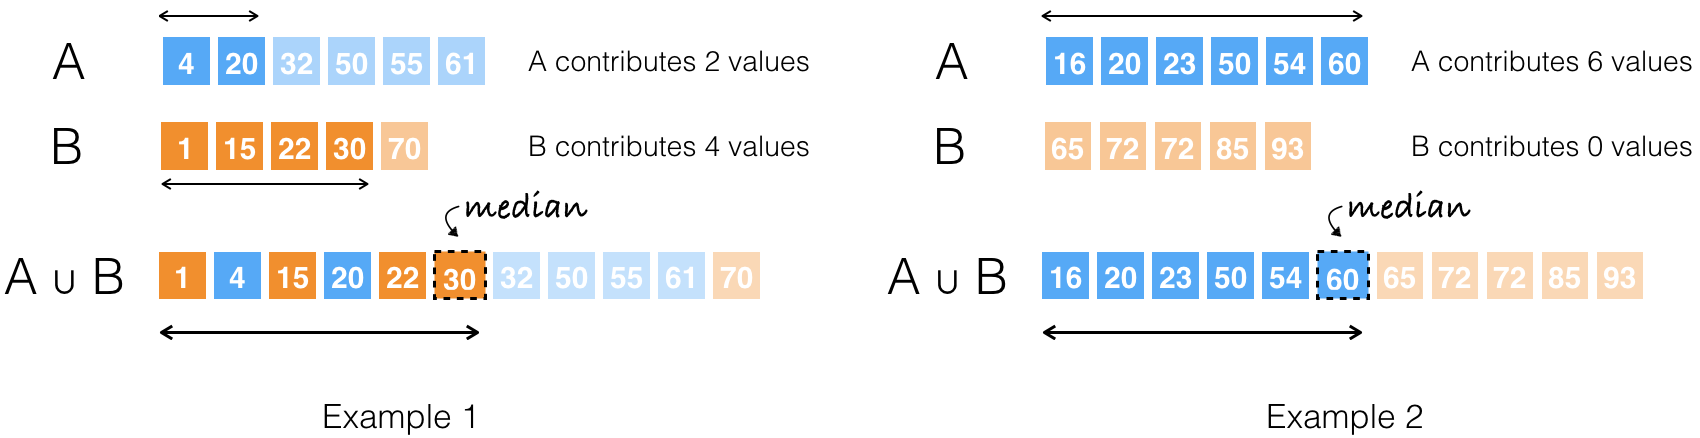 A 4 20 32 50 55 61 A contributes 2 values
B 1 15 22 30 70 B contributes 4 values
median
A ∪ B 1 4 15 20 22 30 32 50 55 61 70
Example 1
A 16 20 23 50 54 60 A contributes 6 values
B 65 72 72 85 93 B contributes 0 values
median
A ∪ B 16 20 23 50 54 60 65 72 72 85 93
Example 2